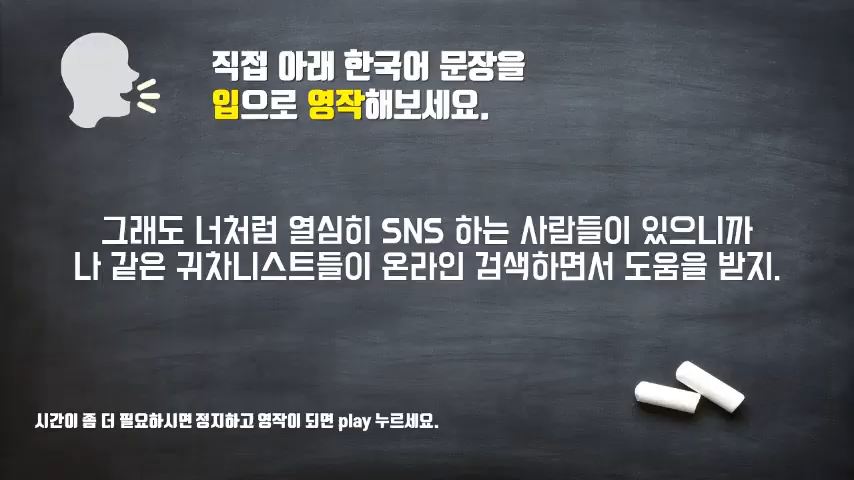 직접 아래 한국어 문장을
입으로 영작해보세요.
그래도 너처럼 열심히 SNS 하는 사람들이 있으니까
나 같은 귀차니스트들이 온라인 검색하면서 도움을 받지.
시간이 좀 더 필요하시면 정지하고 영작이 되면 play 누르세요.